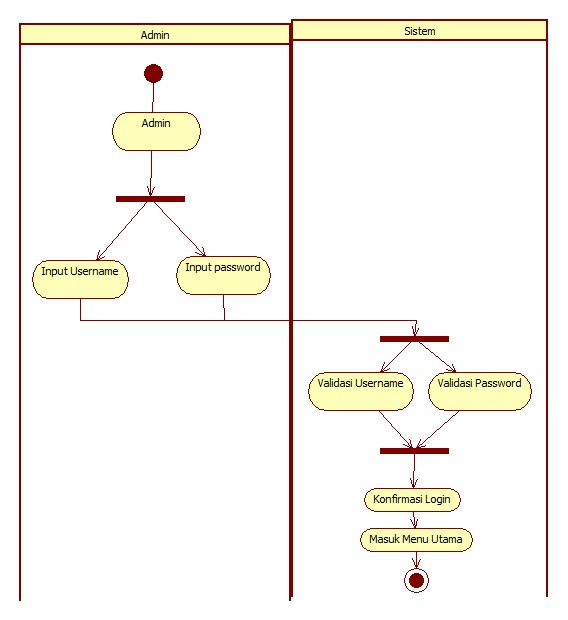 Admin
Sistem
Admin
Input Username
Input password
Validasi Username
Validasi Password
Konfirmasi Login
Masuk Menu Utama